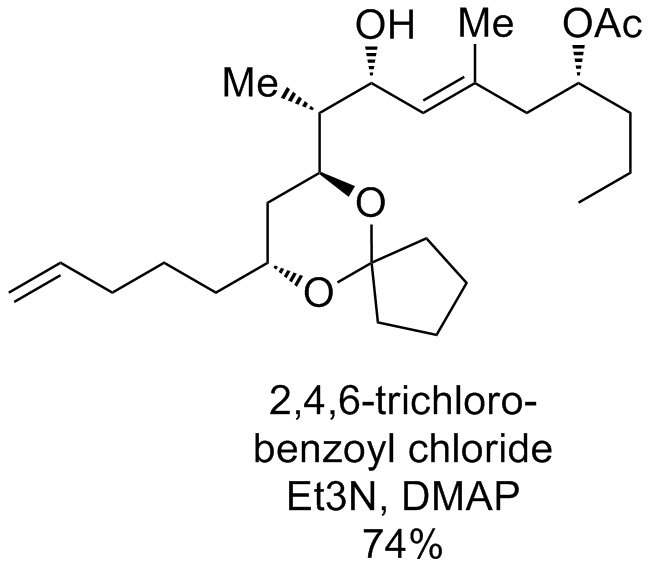 OH
Me
OAc
Me
O
O
2,4,6-trichloro-
benzoyl chloride
Et3N, DMAP
74%